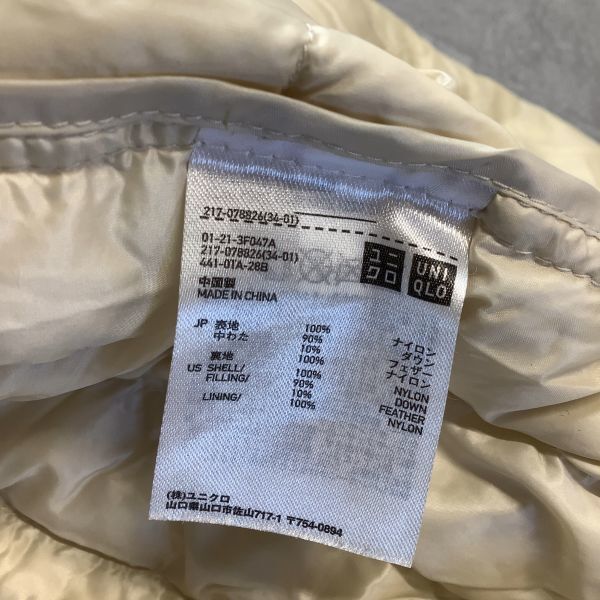 217-078826(34-01)
01-21-3F047A
217-078826(34-01)
441-01A-28B
ユニクロ
UNIQLO
中国製
MADE IN CHINA
JP 表地 100% ナイロン
中わた 90% ダウン
10% フェザー
裏地 100% ナイロン
US SHELL/ 100% NYLON
FILLING/ 90% DOWN
10% FEATHER
LINING/ 100% NYLON
(株)ユニクロ
山口県山口市佐山717-1 〒754-0894